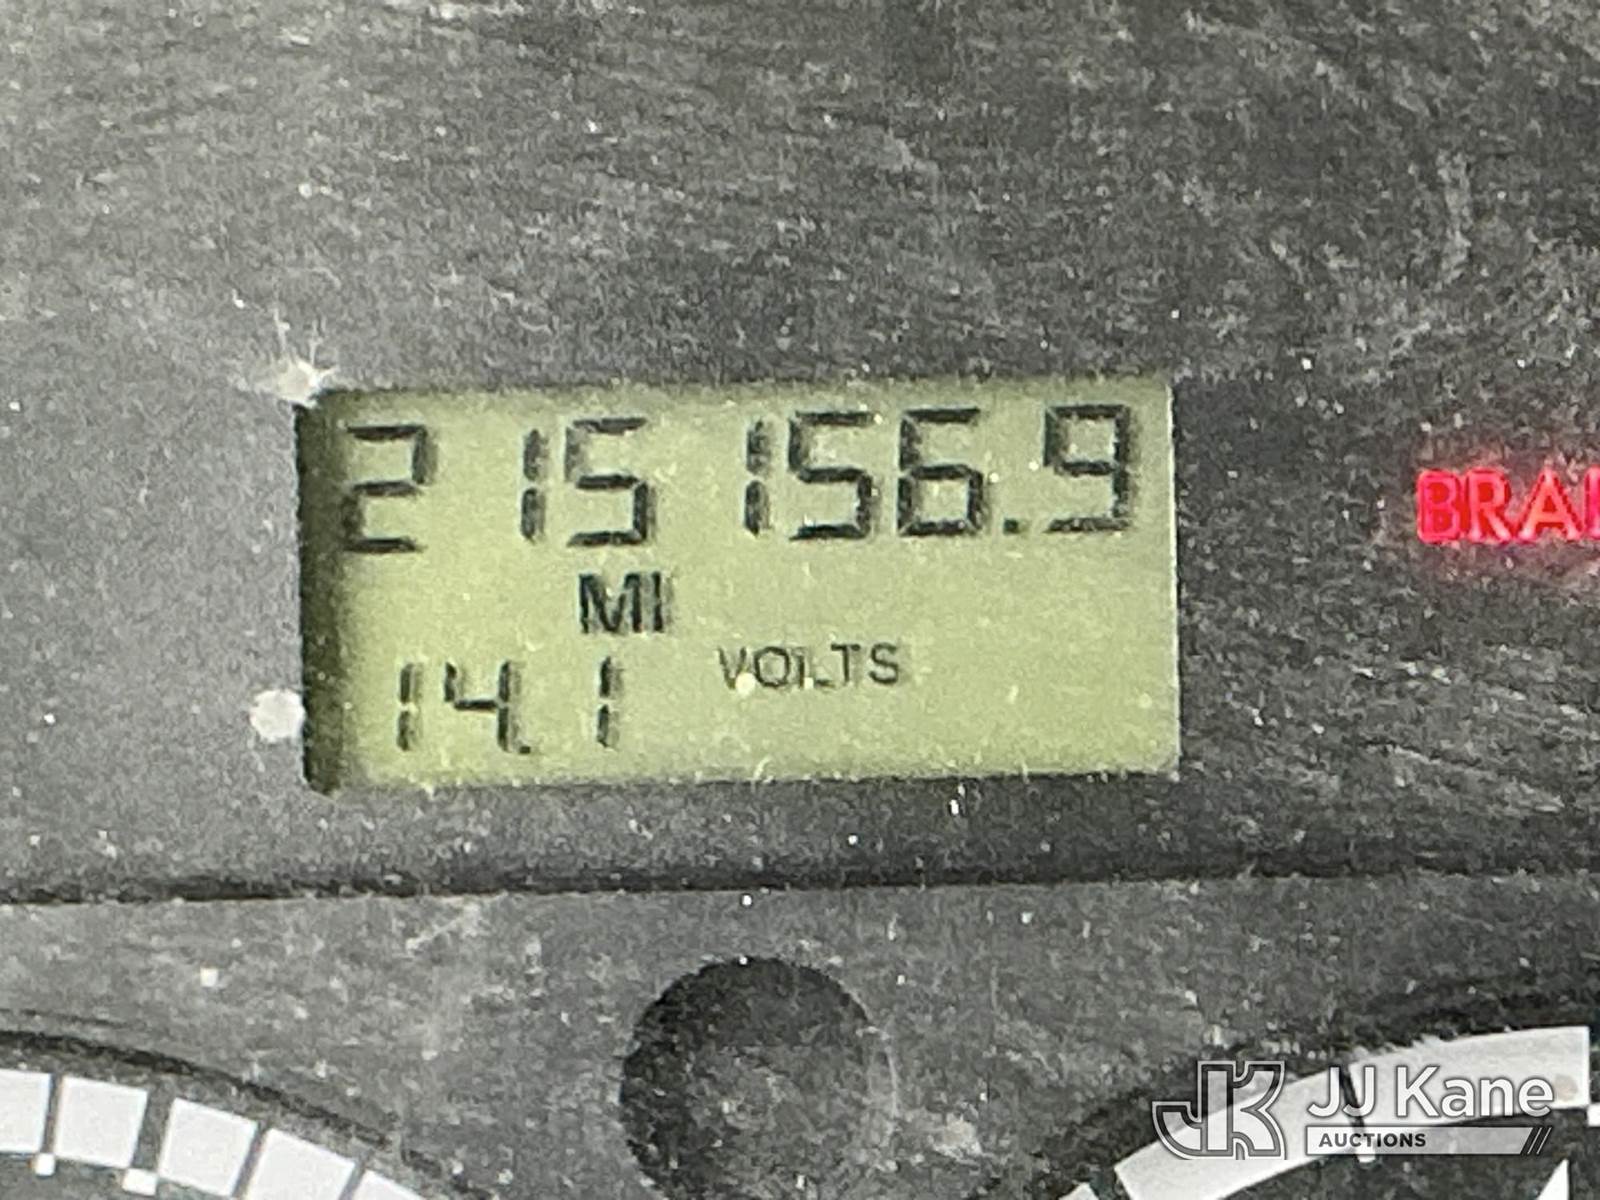 215156.9
MI
14.1 VOLTS
BRA
JJ Kane
AUCTIONS